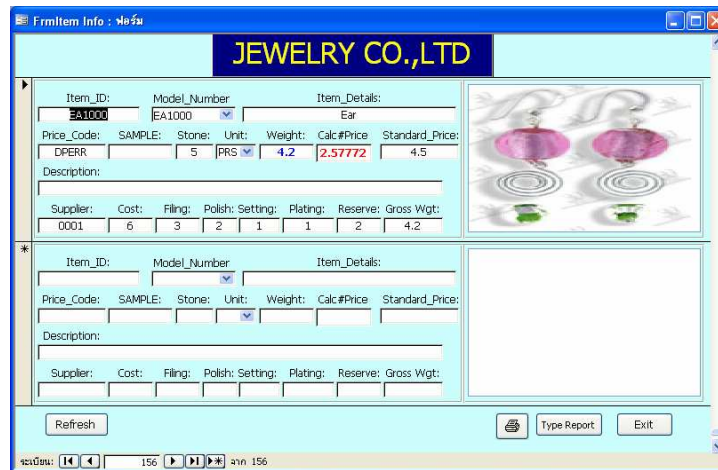 FrmItem Info : ฟอร์ม
JEWELRY CO.,LTD
Item_ID: Model_Number Item_Details:
EA1000 EA1000 Ear
Price_Code: SAMPLE: Stone: Unit: Weight: Calc#Price Standard_Price:
DPERR 5 PRS 4.2 2.57772 4.5
Description:
Supplier: Cost: Filing: Polish: Setting: Plating: Reserve: Gross Wgt:
0001 6 3 2 1 1 2 4.2
Item_ID: Model_Number Item_Details:
Price_Code: SAMPLE: Stone: Unit: Weight: Calc#Price Standard_Price:
Description:
Supplier: Cost: Filing: Polish: Setting: Plating: Reserve: Gross Wgt:
Refresh Type Report Exit
ระเบียน: 156 จาก 156